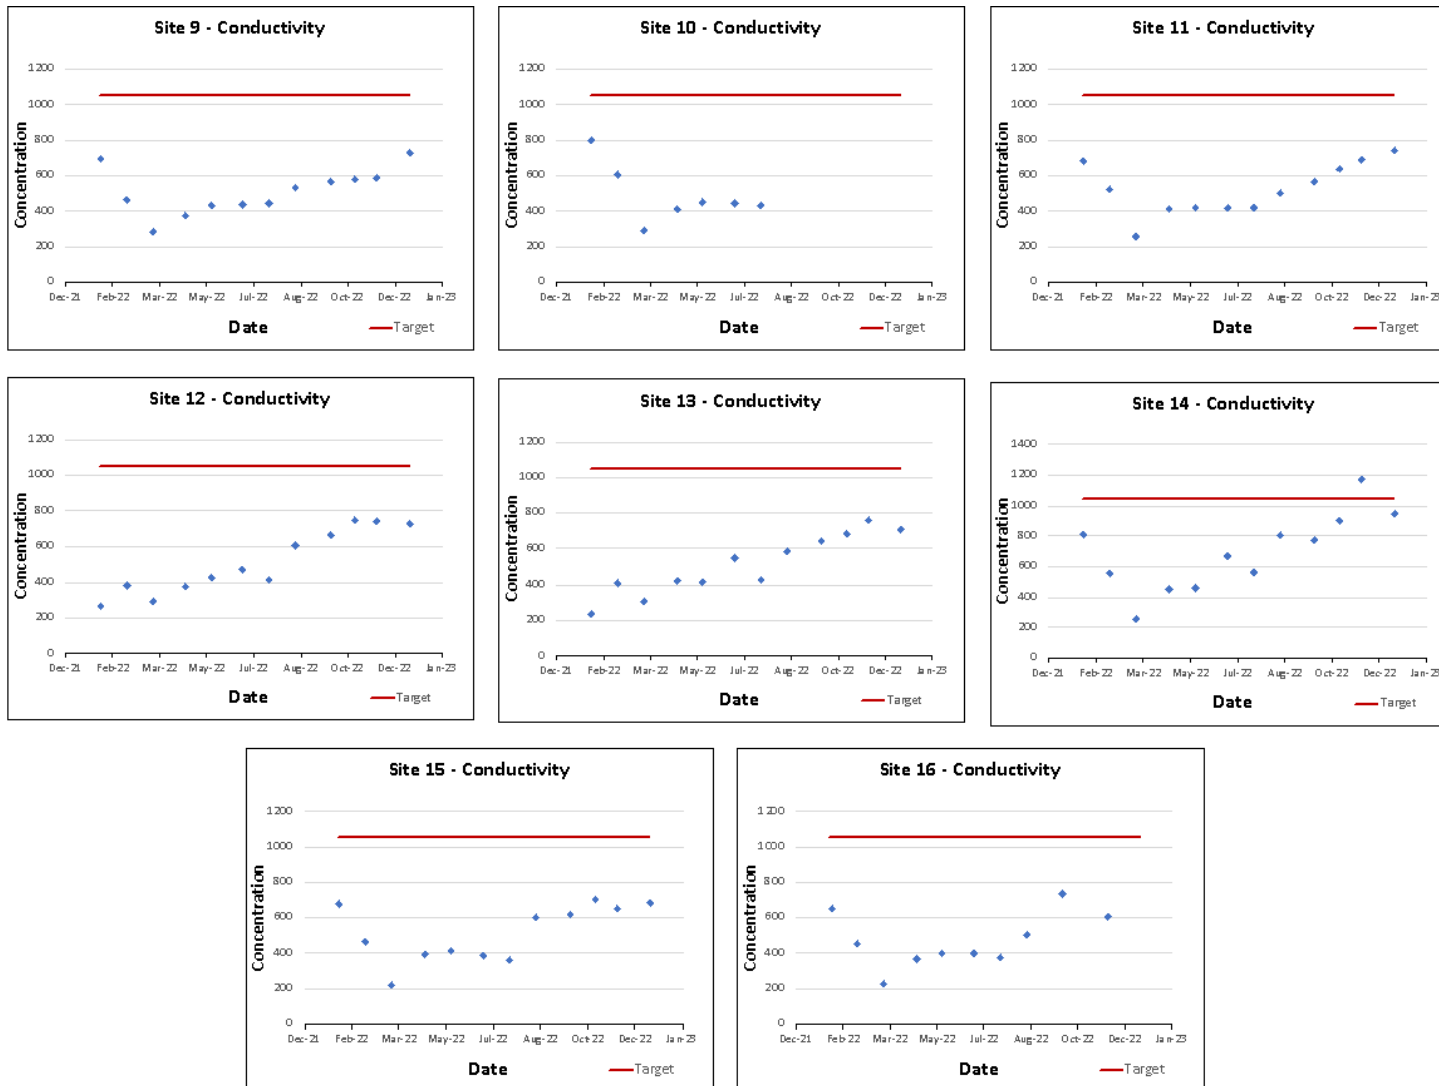 Site 9 - Conductivity
1200
1000
800
600
400
200
0
Concentration
Dec-21 Feb-22 Mar-22 May-22 Jul-22 Aug-22 Oct-22 Dec-22 Jan-23
Date
Target
Site 10 - Conductivity
1200
1000
800
600
400
200
0
Concentration
Dec-21 Feb-22 Mar-22 May-22 Jul-22 Aug-22 Oct-22 Dec-22 Jan-23
Date
Target
Site 11 - Conductivity
1200
1000
800
600
400
200
0
Concentration
Dec-21 Feb-22 Mar-22 May-22 Jul-22 Aug-22 Oct-22 Dec-22 Jan-23
Date
Target
Site 12 - Conductivity
1200
1000
800
600
400
200
0
Concentration
Dec-21 Feb-22 Mar-22 May-22 Jul-22 Aug-22 Oct-22 Dec-22 Jan-23
Date
Target
Site 13 - Conductivity
1200
1000
800
600
400
200
0
Concentration
Dec-21 Feb-22 Mar-22 May-22 Jul-22 Aug-22 Oct-22 Dec-22 Jan-23
Date
Target
Site 14 - Conductivity
1400
1200
1000
800
600
400
200
0
Concentration
Dec-21 Feb-22 Mar-22 May-22 Jul-22 Aug-22 Oct-22 Dec-22 Jan-23
Date
Target
Site 15 - Conductivity
1200
1000
800
600
400
200
0
Concentration
Dec-21 Feb-22 Mar-22 May-22 Jul-22 Aug-22 Oct-22 Dec-22 Jan-23
Date
Target
Site 16 - Conductivity
1200
1000
800
600
400
200
0
Concentration
Dec-21 Feb-22 Mar-22 May-22 Jul-22 Aug-22 Oct-22 Dec-22 Jan-23
Date
Target